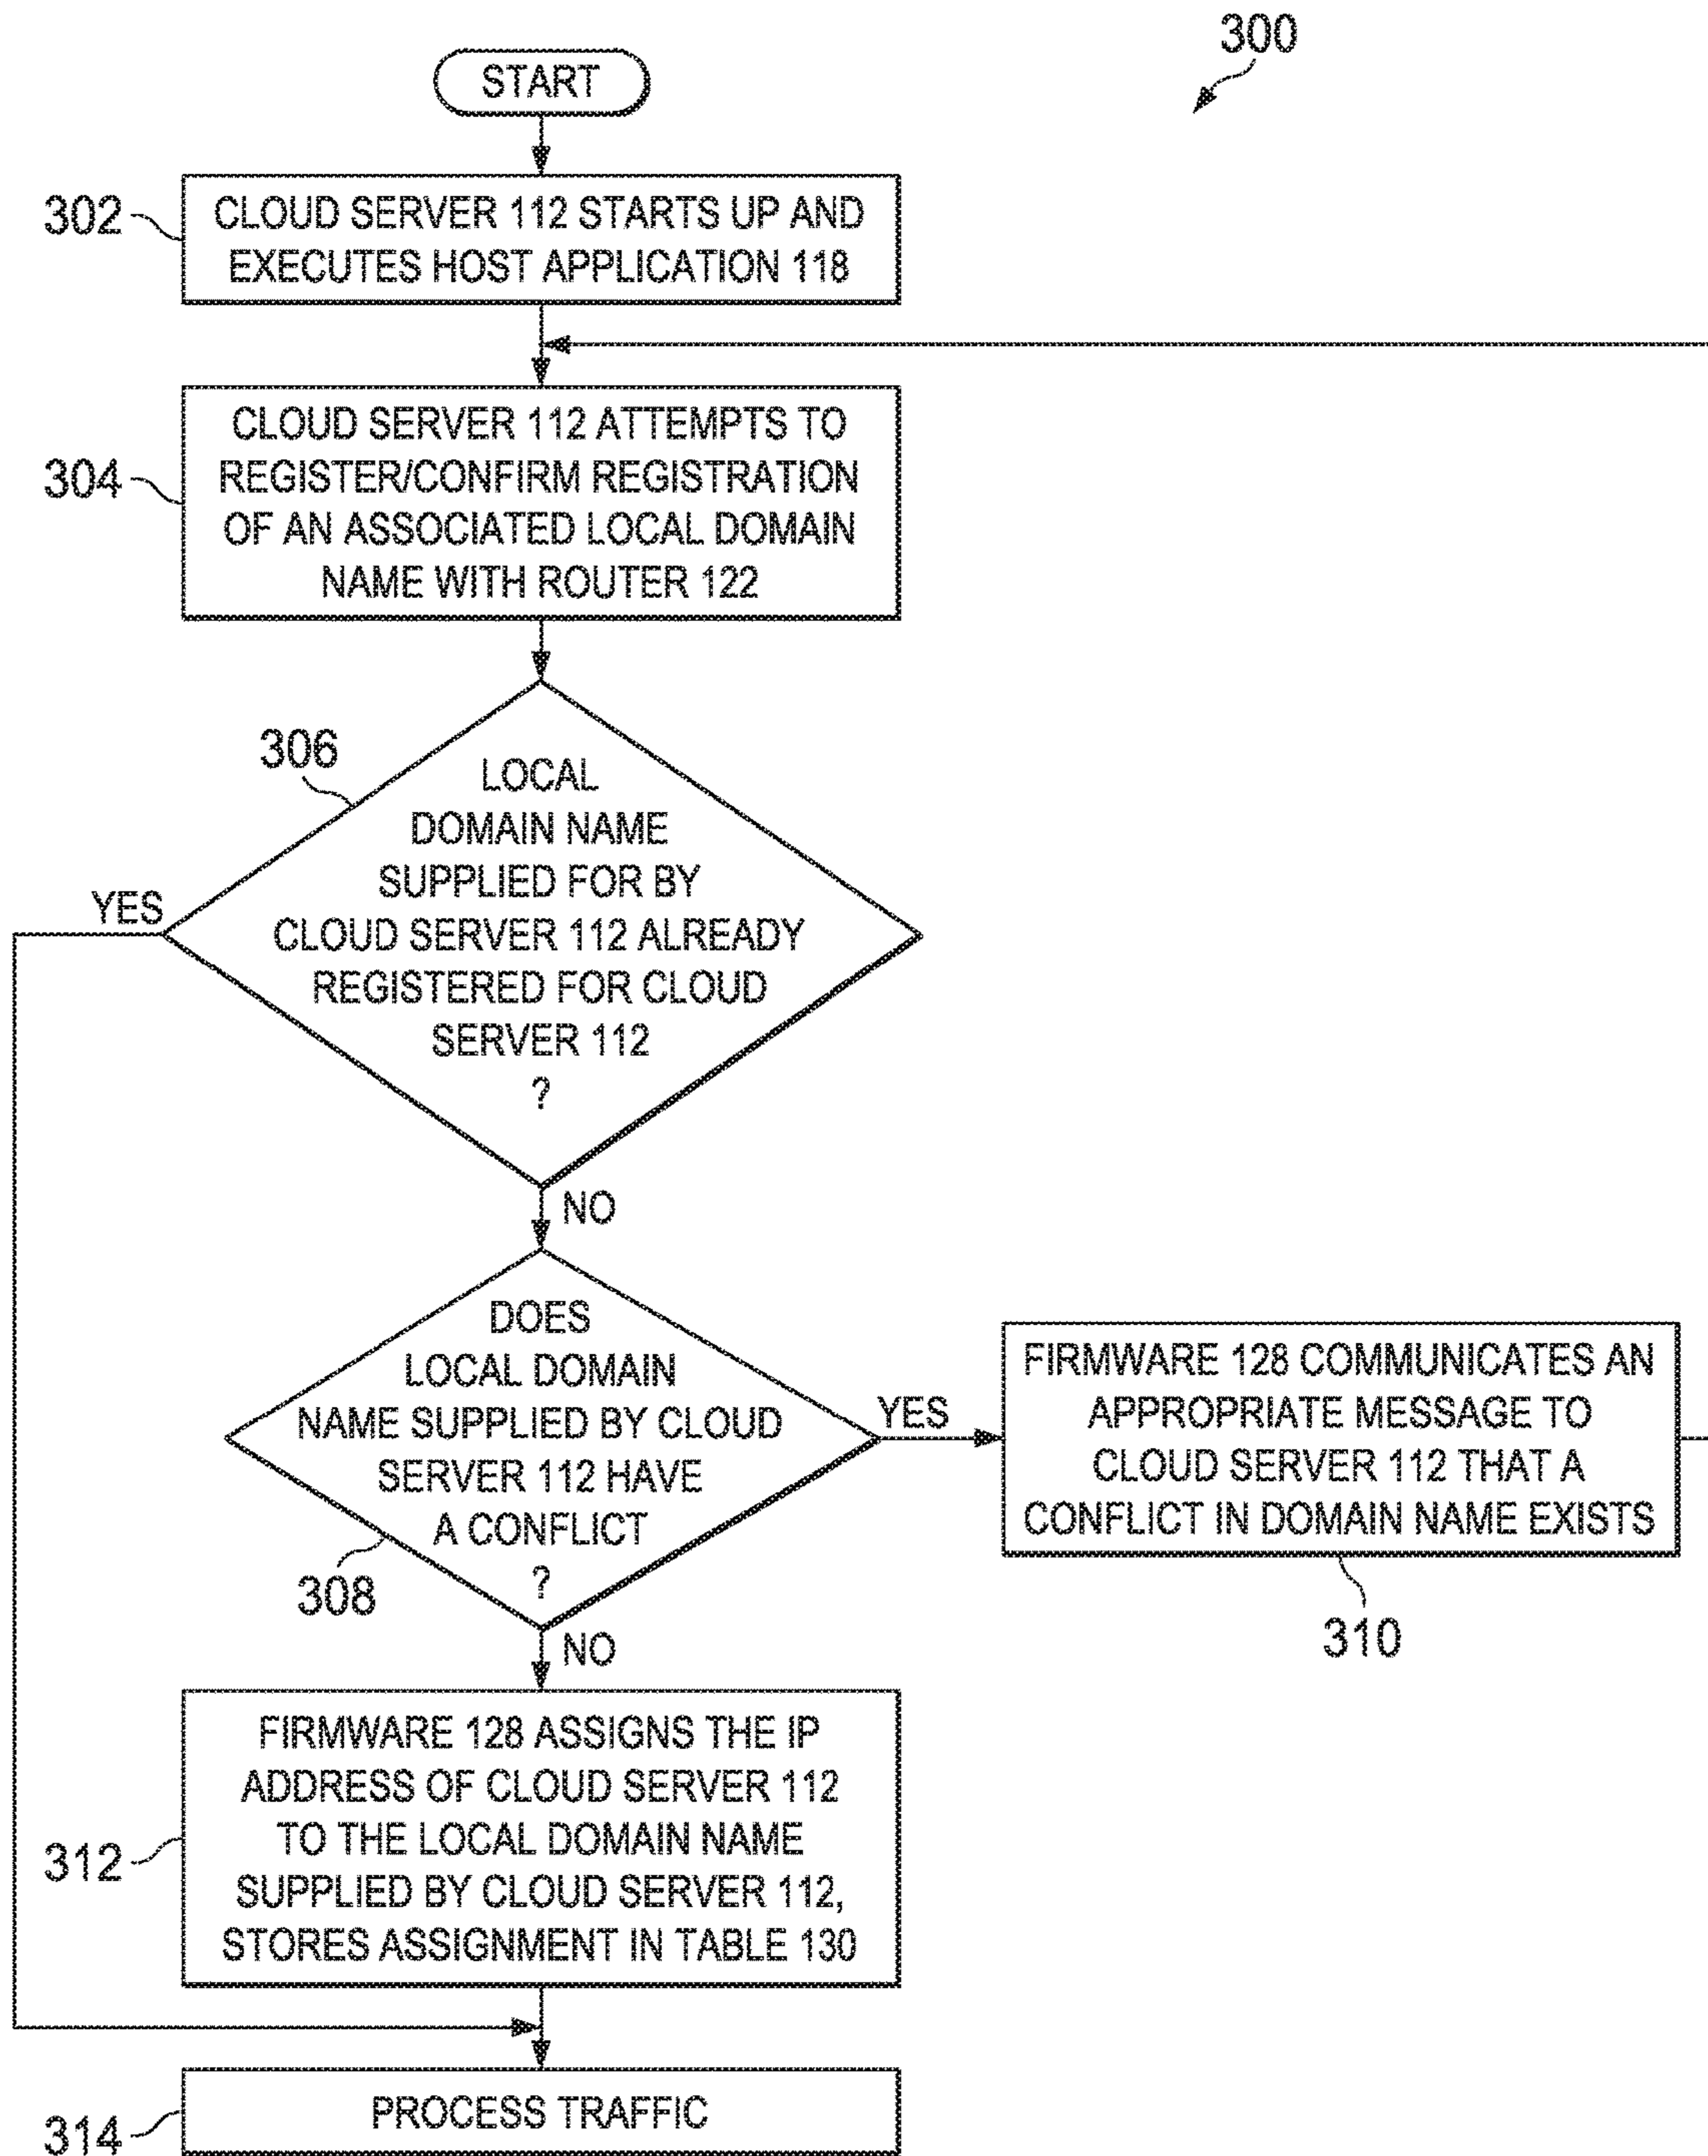 300
START
302
CLOUD SERVER 112 STARTS UP AND
EXECUTES HOST APPLICATION 118
304
CLOUD SERVER 112 ATTEMPTS TO
REGISTER/CONFIRM REGISTRATION
OF AN ASSOCIATED LOCAL DOMAIN
NAME WITH ROUTER 122
306
LOCAL
DOMAIN NAME
SUPPLIED FOR BY
CLOUD SERVER 112 ALREADY
REGISTERED FOR CLOUD
SERVER 112
?
YES
NO
DOES
LOCAL DOMAIN
NAME SUPPLIED BY CLOUD
SERVER 112 HAVE
A CONFLICT
?
308
YES
FIRMWARE 128 COMMUNICATES AN
APPROPRIATE MESSAGE TO
CLOUD SERVER 112 THAT A
CONFLICT IN DOMAIN NAME EXISTS
310
NO
312
FIRMWARE 128 ASSIGNS THE IP
ADDRESS OF CLOUD SERVER 112
TO THE LOCAL DOMAIN NAME
SUPPLIED BY CLOUD SERVER 112,
STORES ASSIGNMENT IN TABLE 130
314
PROCESS TRAFFIC